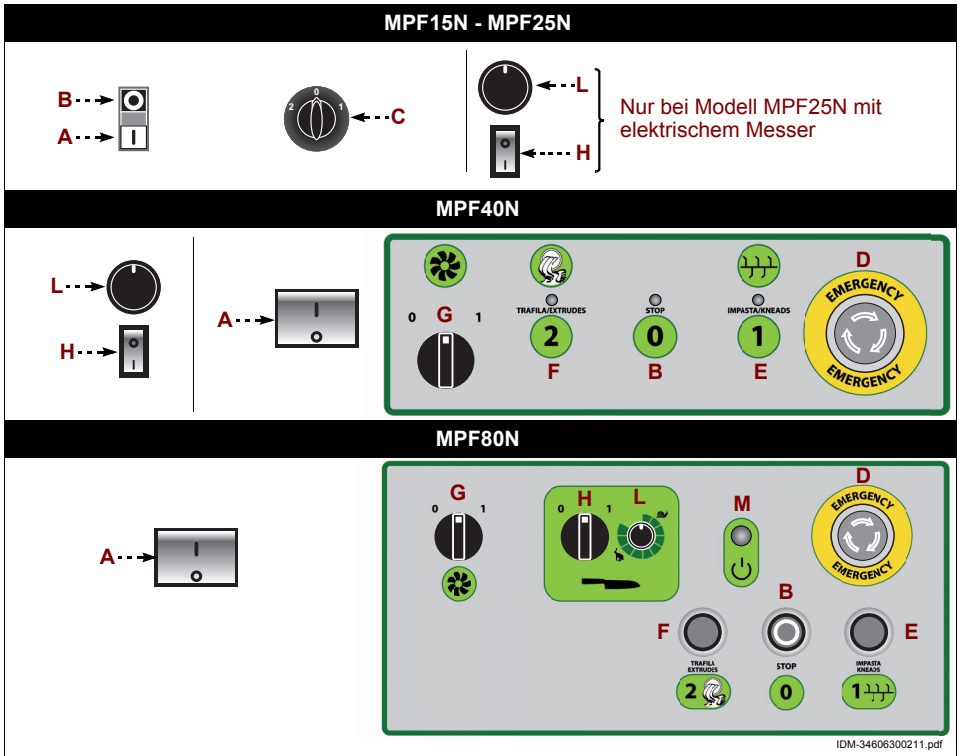 MPF15N - MPF25N
B
A
2 0 1
C
L
H
Nur bei Modell MPF25N mit
elektrischem Messer
MPF40N
L
H
A
0 G 1
TRAFILA/EXTRUDES
2
F
STOP
0
B
IMPASTA/KNEADS
1
E
D
EMERGENCY
EMERGENCY
MPF80N
A
G
0 1
H
0 1
L
M
D
EMERGENCY
EMERGENCY
F
B
E
TRAFILA
EXTRUDES
2
STOP
0
IMPASTA
KNEADS
1
IDM-34606300211.pdf